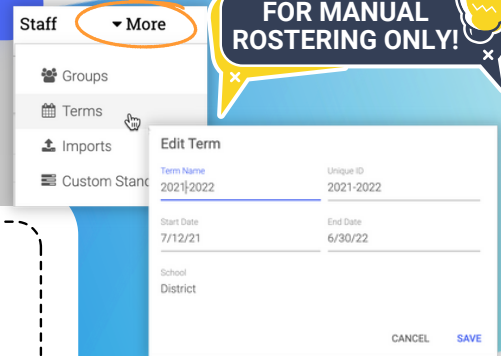 Staff
More
FOR MANUAL
ROSTERING ONLY!
Groups
Terms
Imports
Custom Stand
Edit Term
Term Name
Unique ID
2021-2022
2021-2022
Start Date
End Date
7/12/21
6/30/22
School
District
CANCEL
SAVE